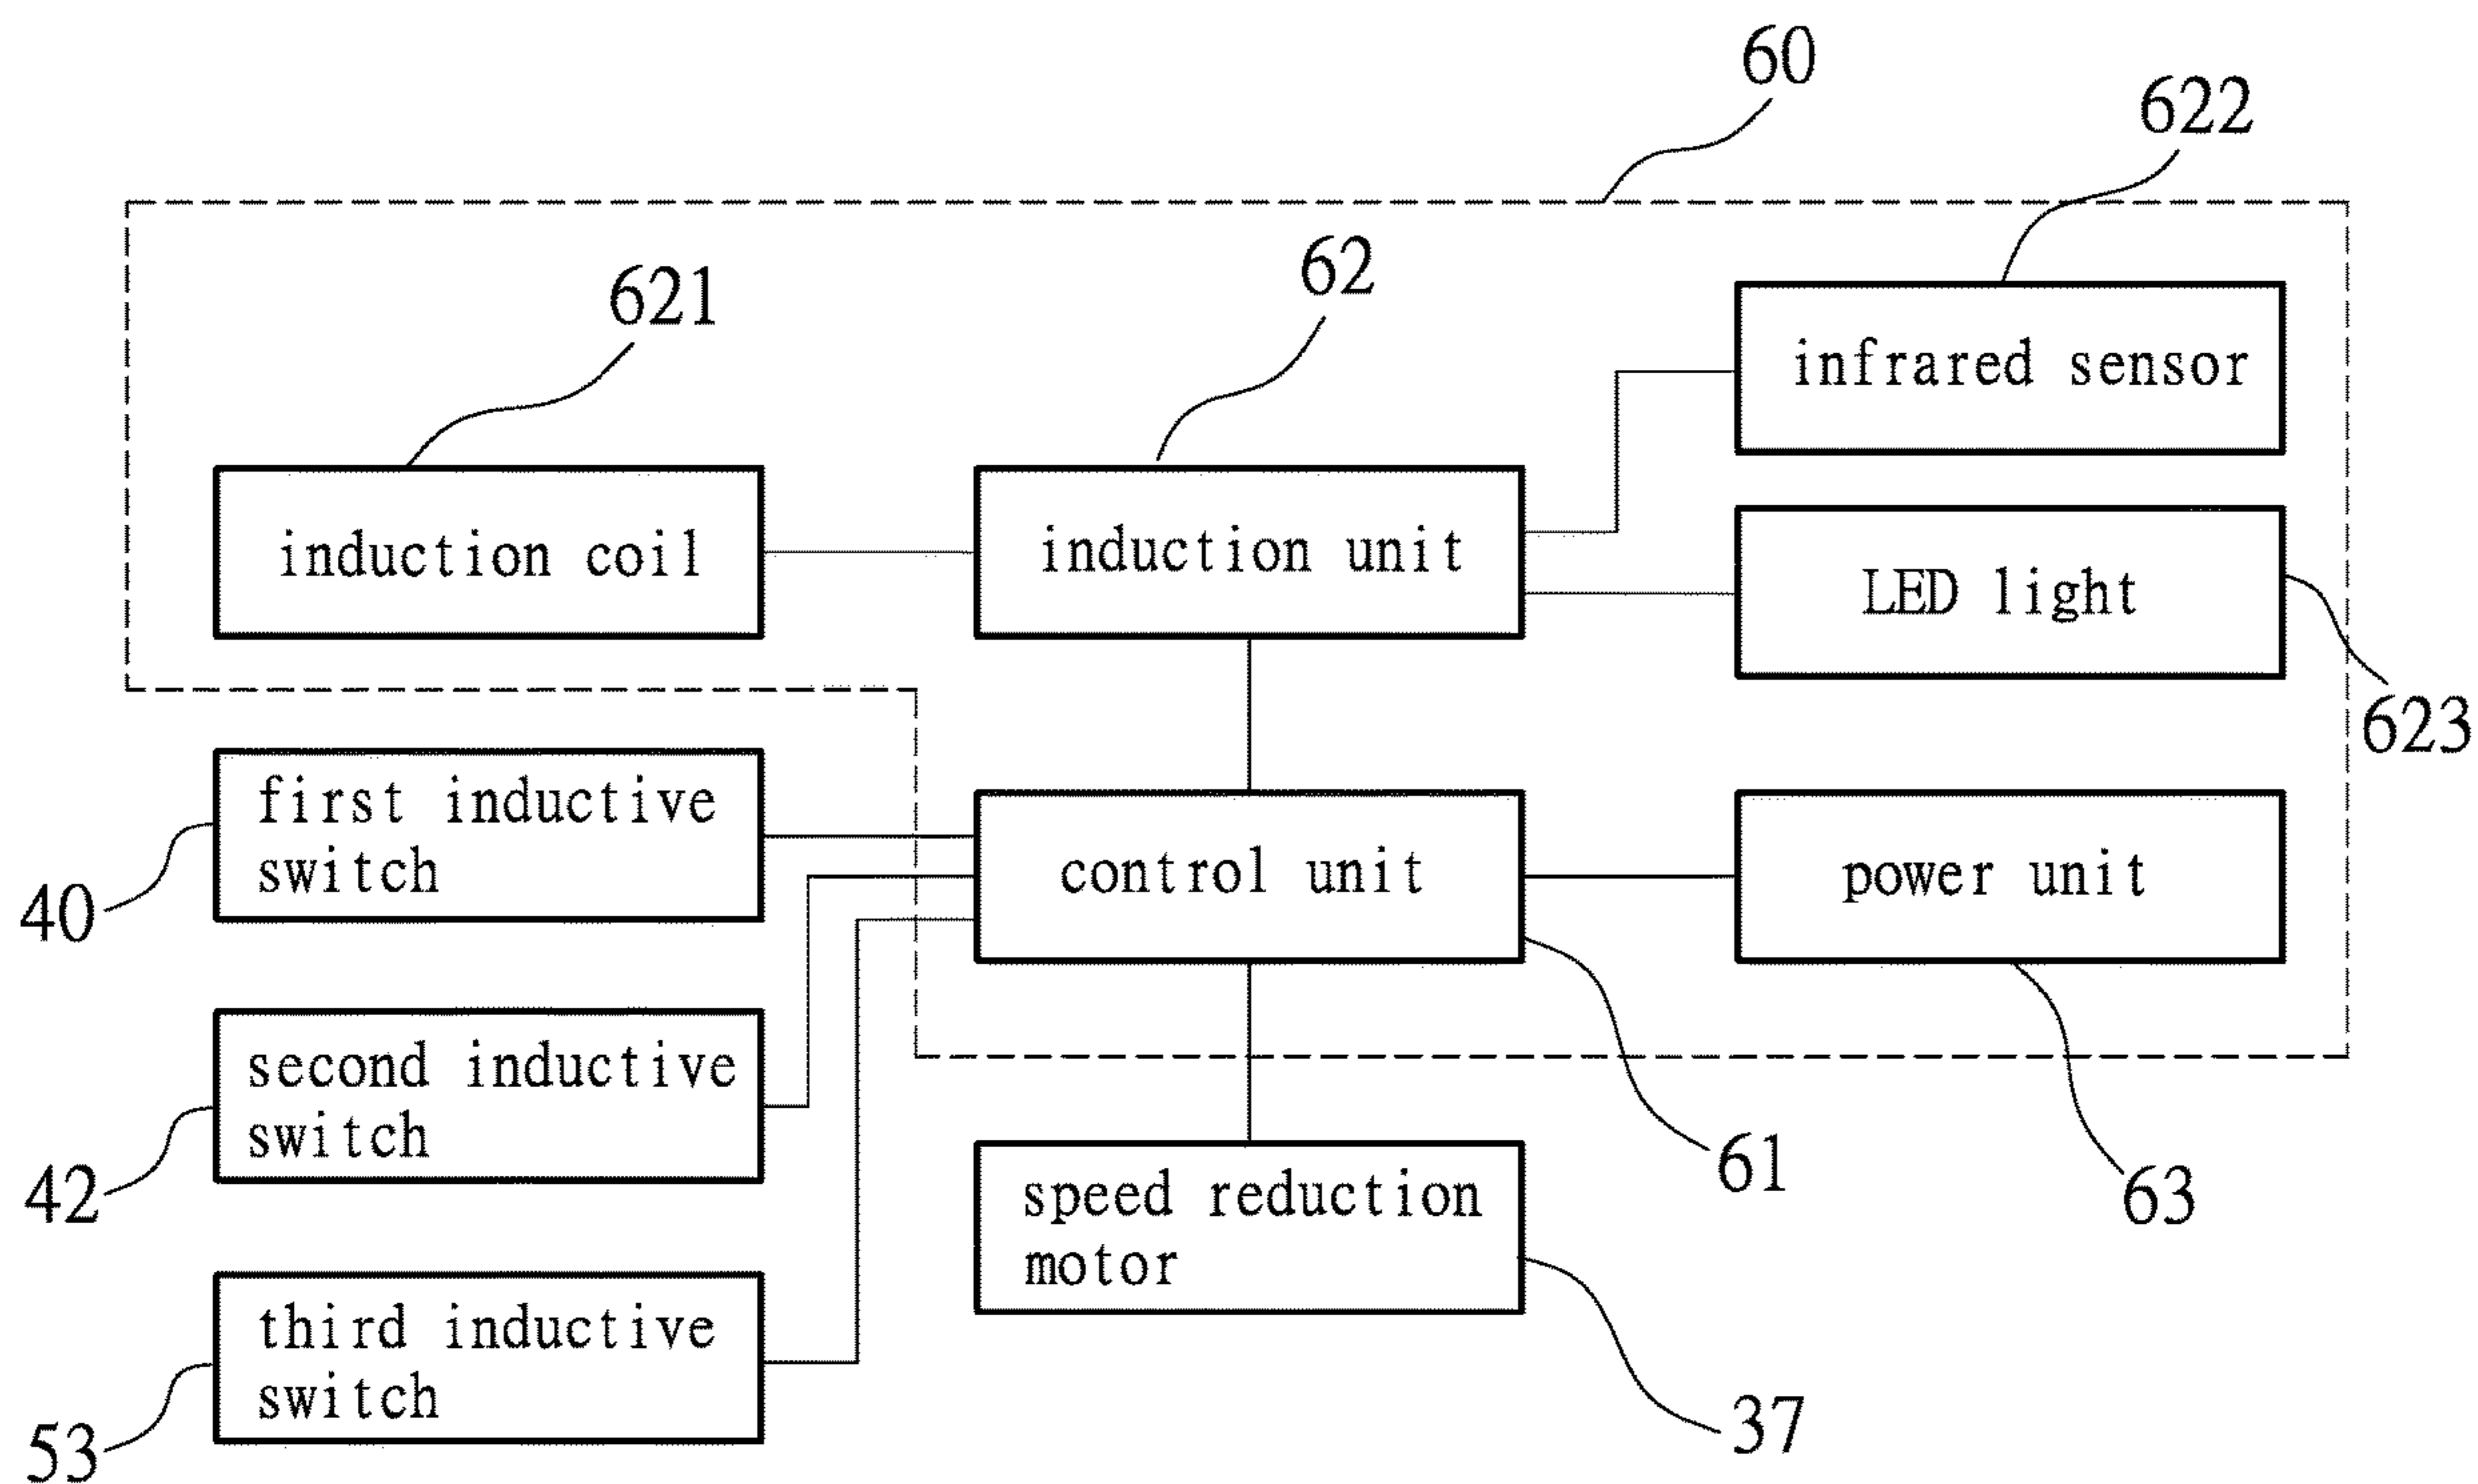 60
622
62
621
infrared sensor
induction coil
induction unit
LED light
623
first inductive
switch
control unit
power unit
40
second inductive
switch
61
63
42
speed reduction
motor
third inductive
switch
37
53